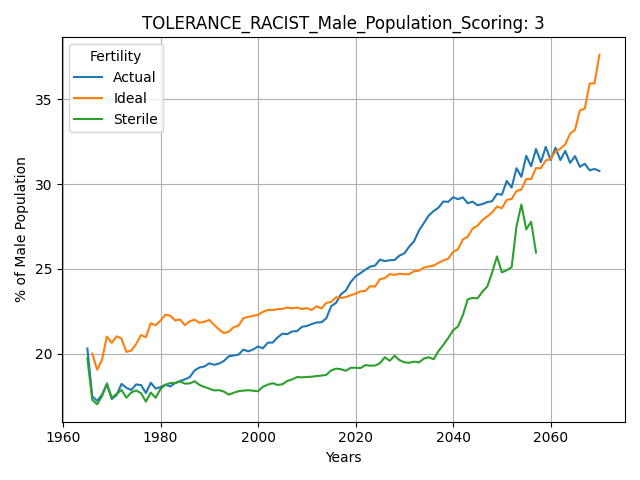 TOLERANCE_RACIST_Male_Population_Scoring: 3
Fertility
Actual
Ideal
Sterile
% of Male Population
35
30
25
20
1960
1980
2000
2020
2040
2060
Years